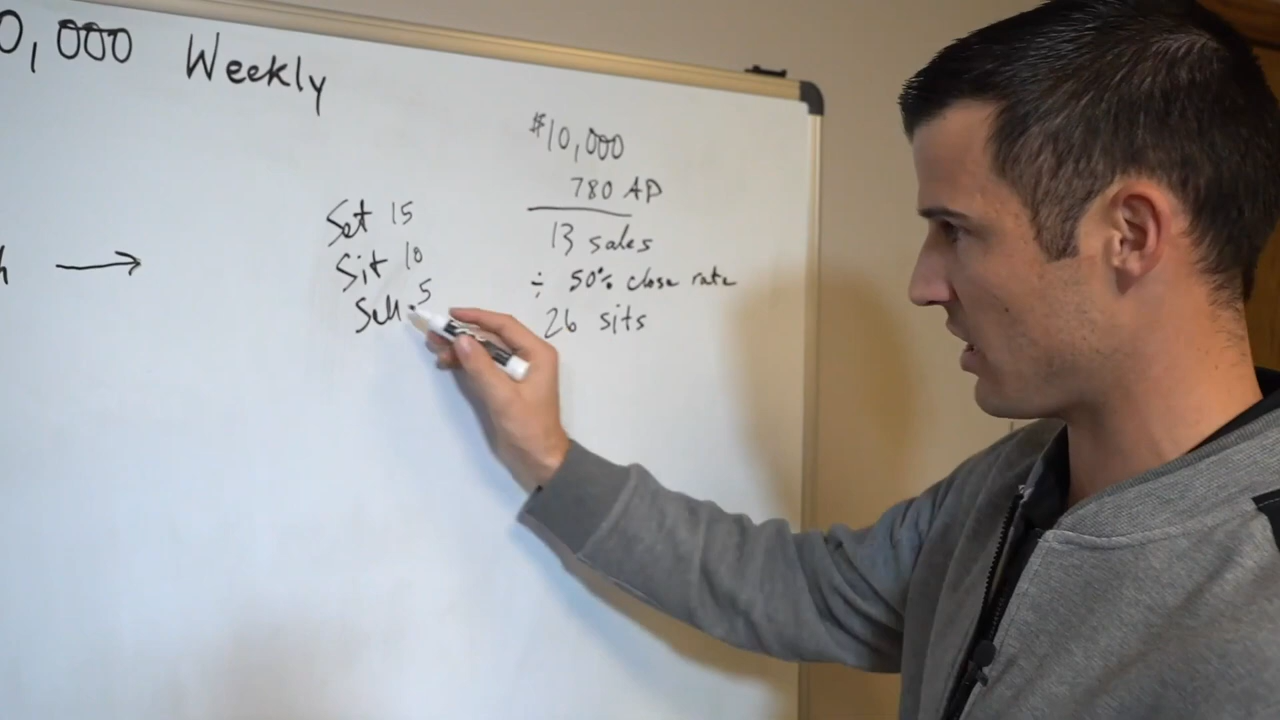 0,000 Weekly
h →
Set 15
Sit 10
Sell 5
$10,000
780 AP
13 sales
÷ 50% close rate
26 sits